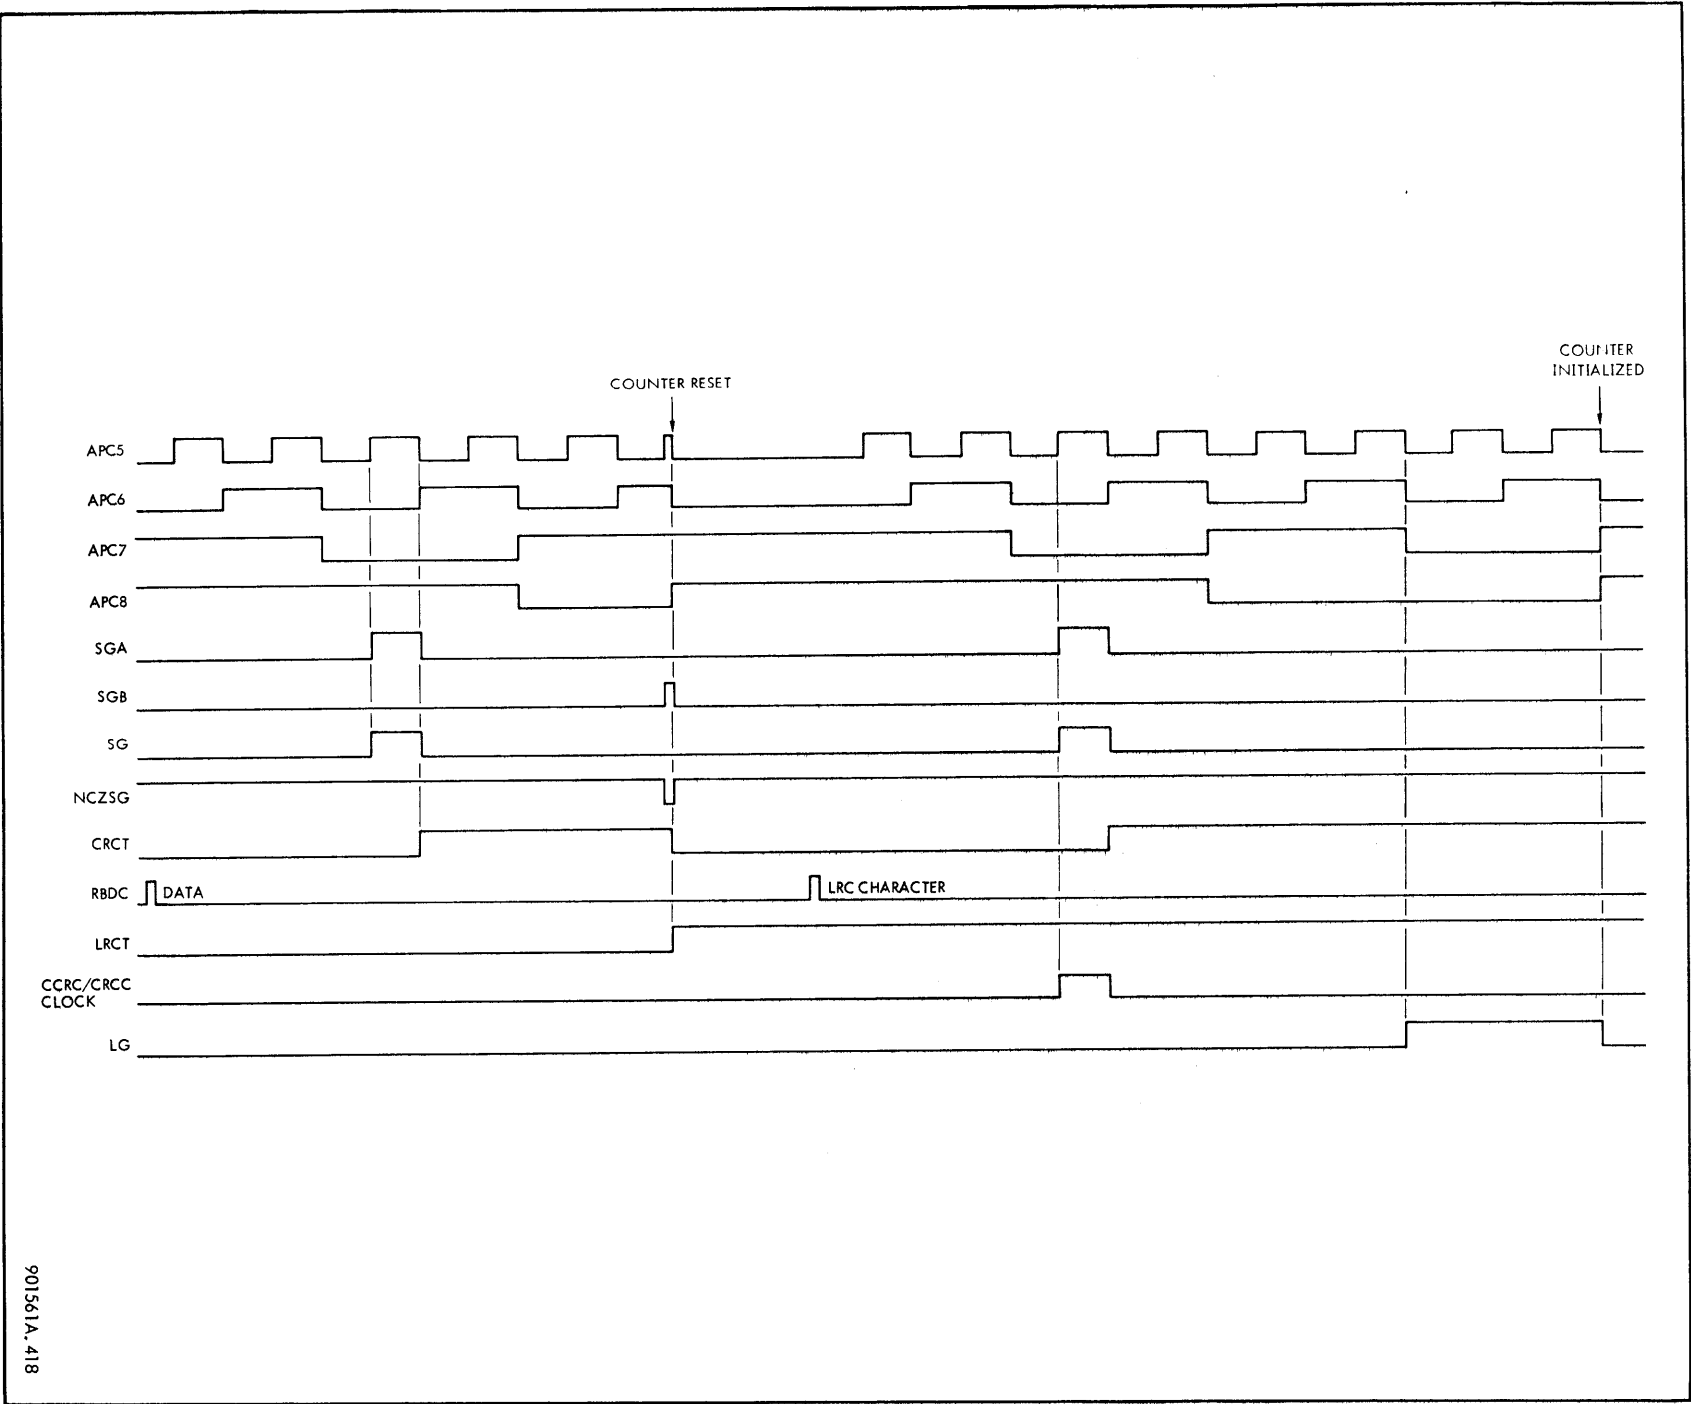 COUNTER
INITIALIZED
COUNTER RESET
APC5
APC6
APC7
APC8
SGA
SGB
SG
NCZSG
CRCT
RBDC
DATA
LRC CHARACTER
LRCT
CCRC/CRCC
CLOCK
LG
901561A. 418